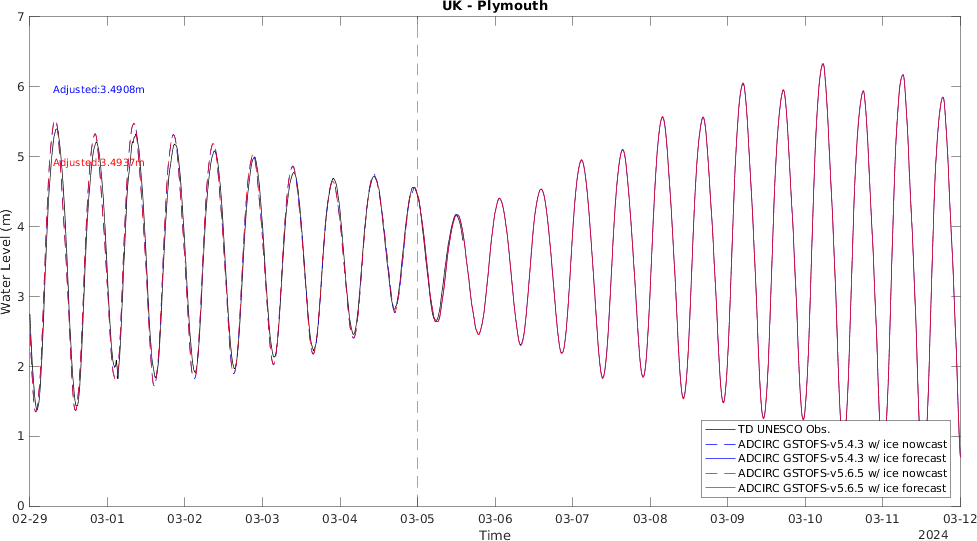 UK - Plymouth
7
6
5
4
3
2
1
0
Water Level (m)
Adjusted:3.4908m
Adjusted:3.4937m
TD UNESCO Obs.
ADCIRC GSTOFS-v5.4.3 w/ ice nowcast
ADCIRC GSTOFS-v5.4.3 w/ ice forecast
ADCIRC GSTOFS-v5.6.5 w/ ice nowcast
ADCIRC GSTOFS-v5.6.5 w/ ice forecast
02-29 03-01 03-02 03-03 03-04 03-05 03-06 03-07 03-08 03-09 03-10 03-11 03-12
Time
2024